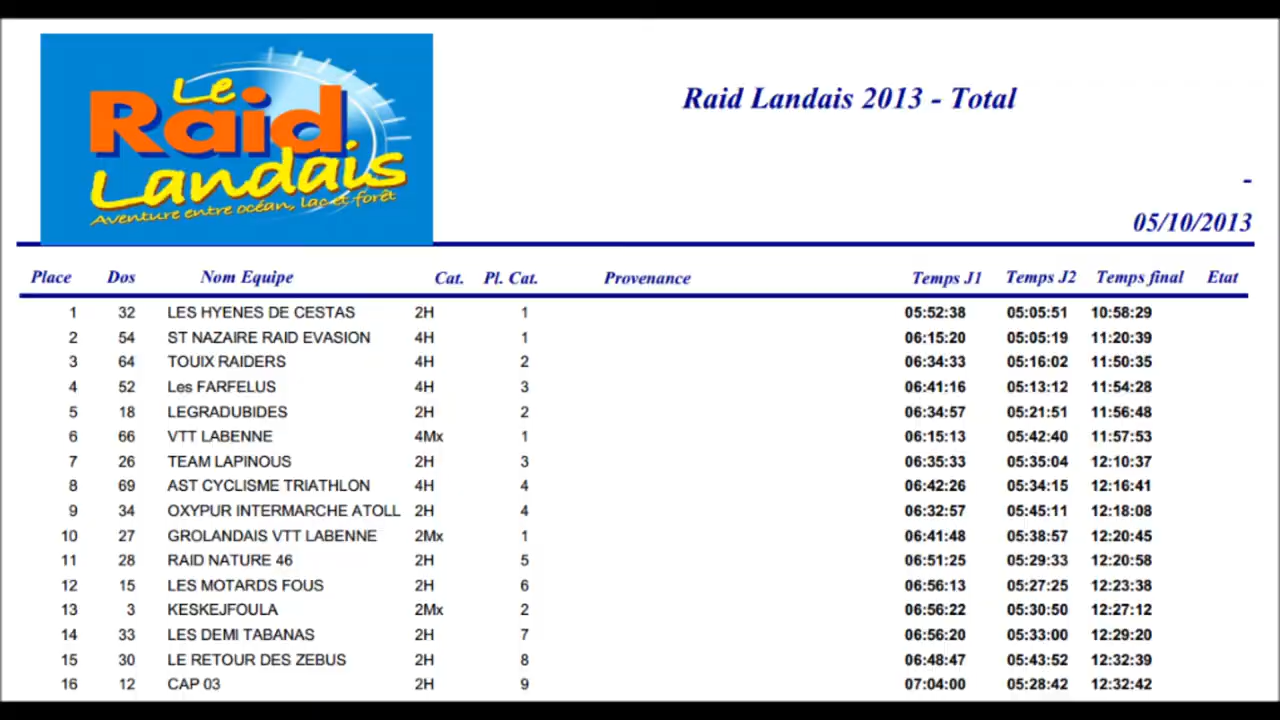 Le
Raid
Landais
Aventure entre océan, lac et forêt
Raid Landais 2013 - Total
-
05/10/2013
Place Dos Nom Equipe Cat. Pl. Cat. Provenance Temps J1 Temps J2 Temps final Etat
1 32 LES HYENES DE CESTAS 2H 1 05:52:38 05:05:51 10:58:29
2 54 ST NAZAIRE RAID EVASION 4H 1 06:15:20 05:05:19 11:20:39
3 64 TOUIX RAIDERS 4H 2 06:34:33 05:16:02 11:50:35
4 52 Les FARFELUS 4H 3 06:41:16 05:13:12 11:54:28
5 18 LEGRADUBIDES 2H 2 06:34:57 05:21:51 11:56:48
6 66 VTT LABENNE 4Mx 1 06:15:13 05:42:40 11:57:53
7 26 TEAM LAPINOUS 2H 3 06:35:33 05:35:04 12:10:37
8 69 AST CYCLISME TRIATHLON 4H 4 06:42:26 05:34:15 12:16:41
9 34 OXYPUR INTERMARCHE ATOLL 2H 4 06:32:57 05:45:11 12:18:08
10 27 GROLANDAIS VTT LABENNE 2Mx 1 06:41:48 05:38:57 12:20:45
11 28 RAID NATURE 46 2H 5 06:51:25 05:29:33 12:20:58
12 15 LES MOTARDS FOUS 2H 6 06:56:13 05:27:25 12:23:38
13 3 KESKEJFOULA 2Mx 2 06:56:22 05:30:50 12:27:12
14 33 LES DEMI TABANAS 2H 7 06:56:20 05:33:00 12:29:20
15 30 LE RETOUR DES ZEBUS 2H 8 06:48:47 05:43:52 12:32:39
16 12 CAP 03 2H 9 07:04:00 05:28:42 12:32:42